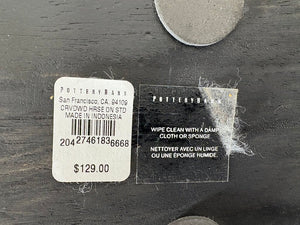 POTTERY BARN
San Francisco, CA. 94109
CRVDWD HRSE ON STD
MADE IN INDONESIA
204 2746183 6668
$129.00
POTTERY BARN
WIPE CLEAN WITH A DAMP
CLOTH OR SPONGE
NETTOYER AVEC UN LINGE
OU UNE ÉPONGE HUMIDE.